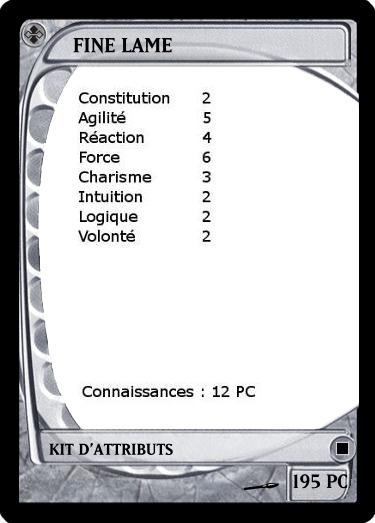 FINE LAME
Constitution 2
Agilité 5
Réaction 4
Force 6
Charisme 3
Intuition 2
Logique 2
Volonté 2
Connaissances : 12 PC
KIT D'ATTRIBUTS
195 PC